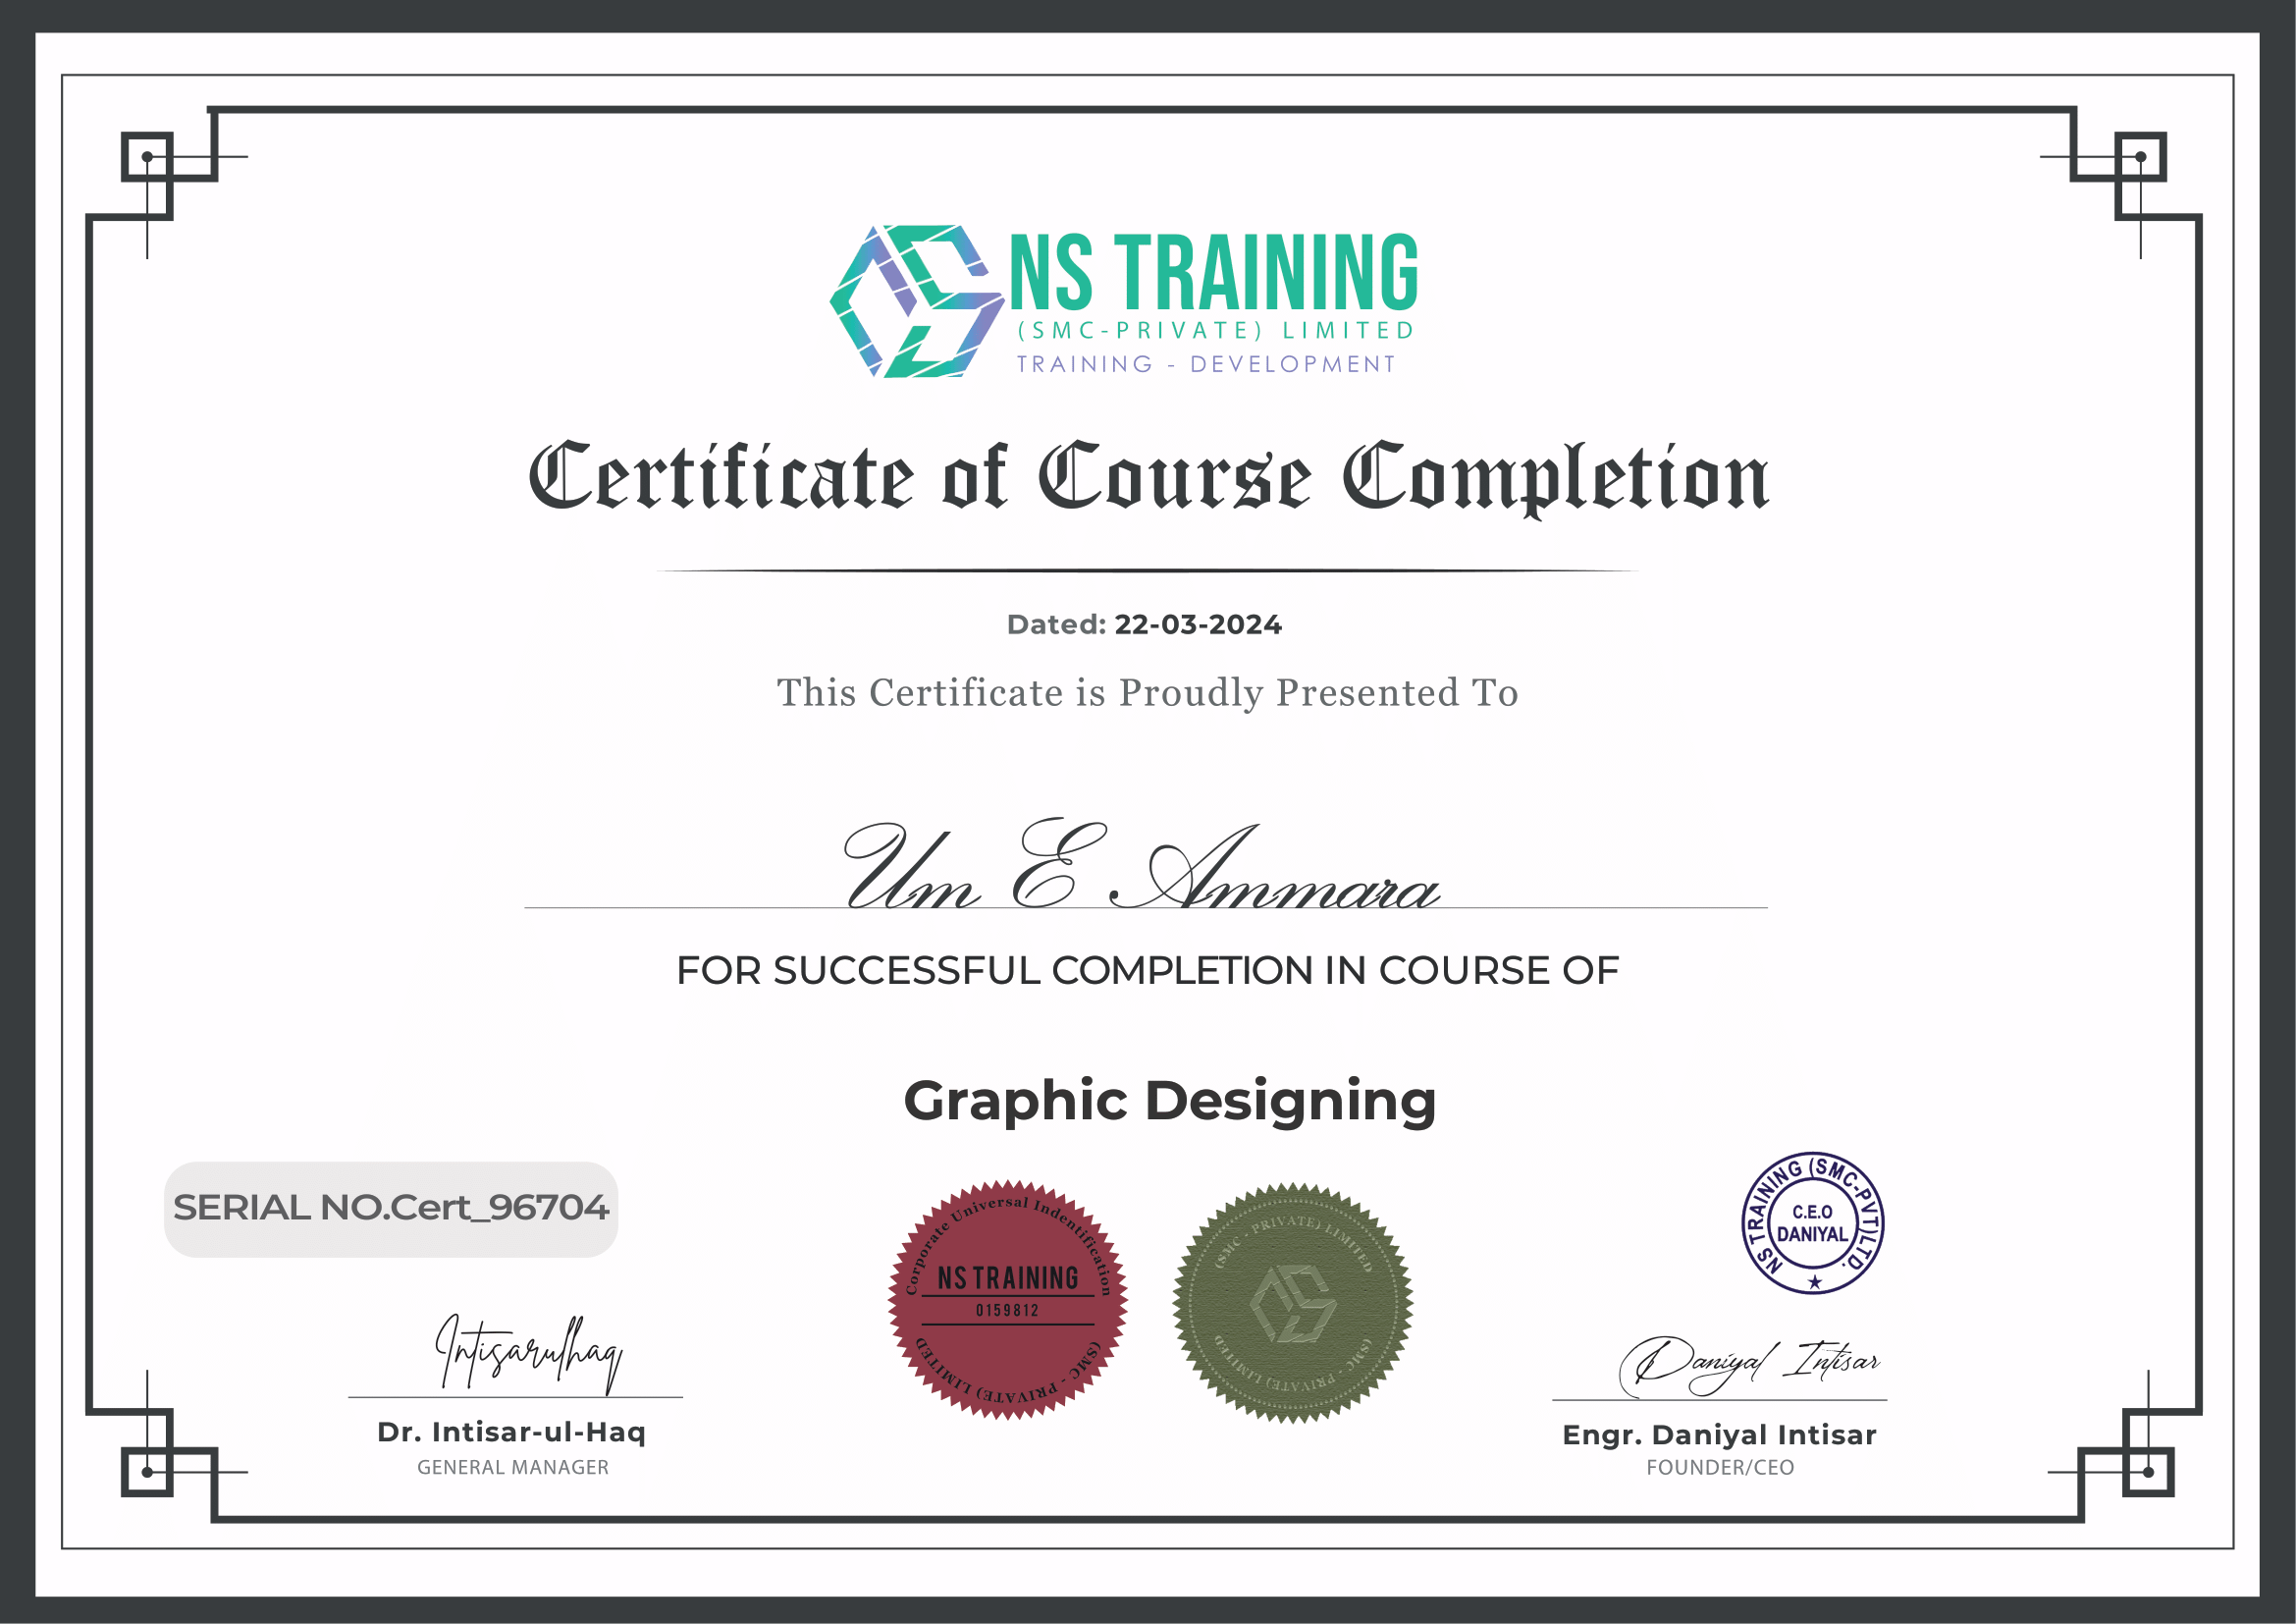 NS TRAINING
(SMC-PRIVATE) LIMITED
TRAINING - DEVELOPMENT
Certificate of Course Completion
Dated: 22-03-2024
This Certificate is Proudly Presented To
Um E Ammara
FOR SUCCESSFUL COMPLETION IN COURSE OF
Graphic Designing
SERIAL NO.Cert_96704
Corporate Universal Indentification
NS TRAINING
0159812
(SMC - PRIVATE) LIMITED
(SMC - PRIVATE) LIMITED
(SMC - PRIVATE) LIMITED
NS TRAINING (SMC-PVT)LTD.
C.E.O
DANIYAL
Intisarulhaq
Dr. Intisar-ul-Haq
GENERAL MANAGER
Daniyal Intisar
Engr. Daniyal Intisar
FOUNDER/CEO